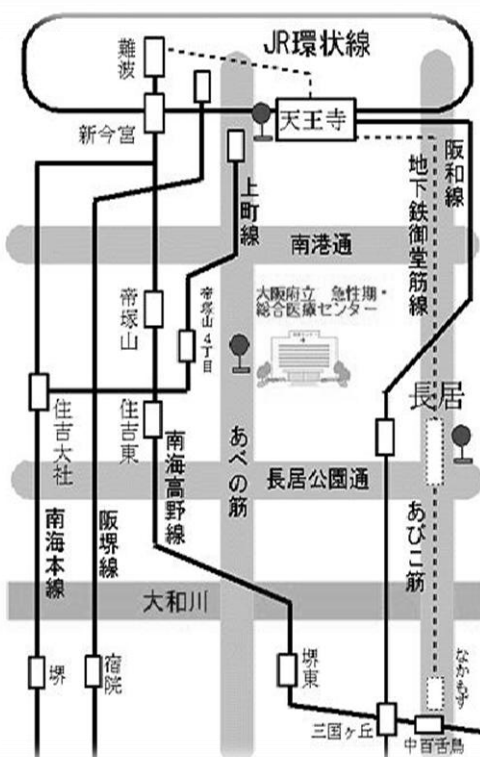 JR環状線
難波
天王寺
新今宮
阪和線
地下鉄御堂筋線
上町線
南港通
大阪府立 急性期・
総合医療センター
帝塚山
帝塚山4丁目
長居
住吉大社
住吉東
南海高野線
あべの筋
長居公園通
南海本線
阪堺線
あびこ筋
大和川
堺
宿院
堺東
なかもず
三国ヶ丘
中百舌鳥